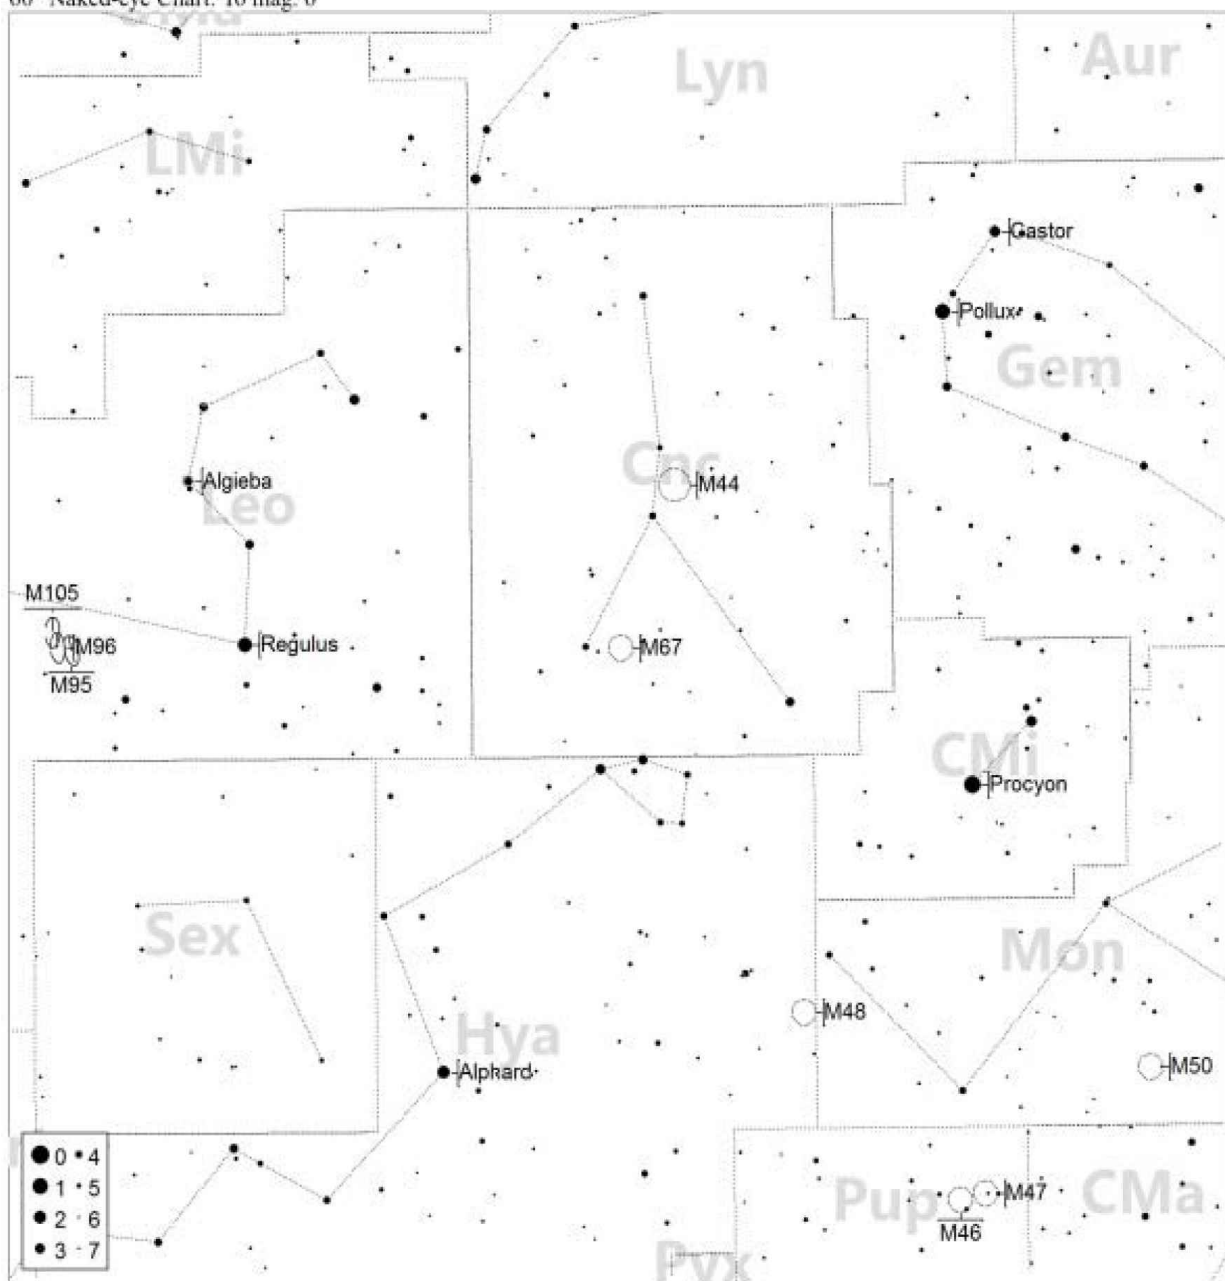 60° Naked-eye Chart. To mag. 6
Lyn
Aur
LMi
Castor
Pollux
Gem
Cnc
M44
Algieba
Leo
M105
M96
M95
Regulus
M67
CMi
Procyon
Sex
Mon
M48
Hya
Alphard
M50
0 4
1 5
2 6
3 7
Pup
M47
M46
CMa
Pyx